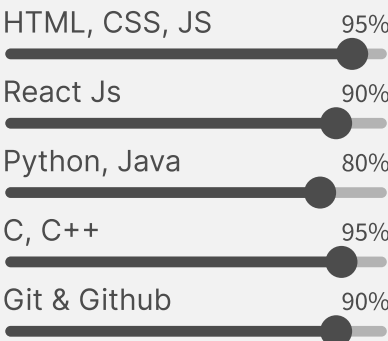 HTML, CSS, JS 95%
React Js 90%
Python, Java 80%
C, C++ 95%
Git & Github 90%